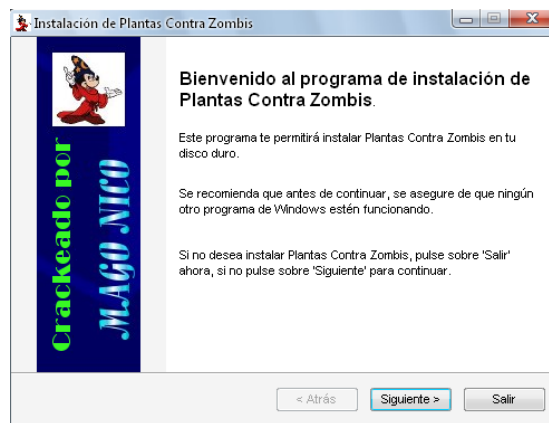 Instalación de Plantas Contra Zombis
Crackeado por
MAGO NICO
Bienvenido al programa de instalación de
Plantas Contra Zombis.
Este programa te permitirá instalar Plantas Contra Zombis en tu
disco duro.
Se recomienda que antes de continuar, se asegure de que ningún
otro programa de Windows estén funcionando.
Si no desea instalar Plantas Contra Zombis, pulse sobre 'Salir'
ahora, si no pulse sobre 'Siguiente' para continuar.
< Atrás
Siguiente >
Salir